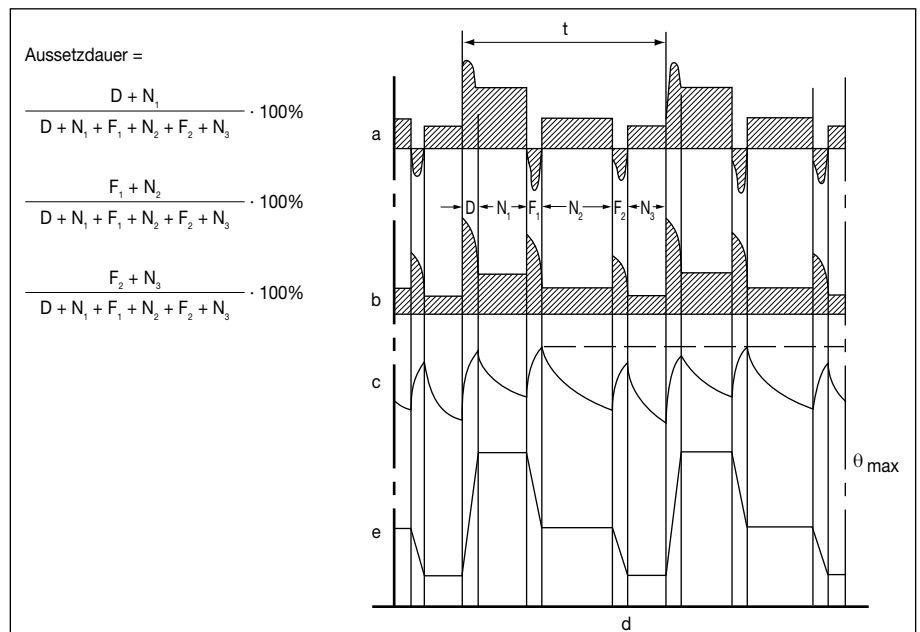 Aussetzdauer =
D + N₁
D + N₁ + F₁ + N₂ + F₂ + N₃
· 100%
F₁ + N₂
D + N₁ + F₁ + N₂ + F₂ + N₃
· 100%
F₂ + N₃
D + N₁ + F₁ + N₂ + F₂ + N₃
· 100%
t
a
D N₁ F₁ N₂ F₂ N₃
b
c
θ max
e
d